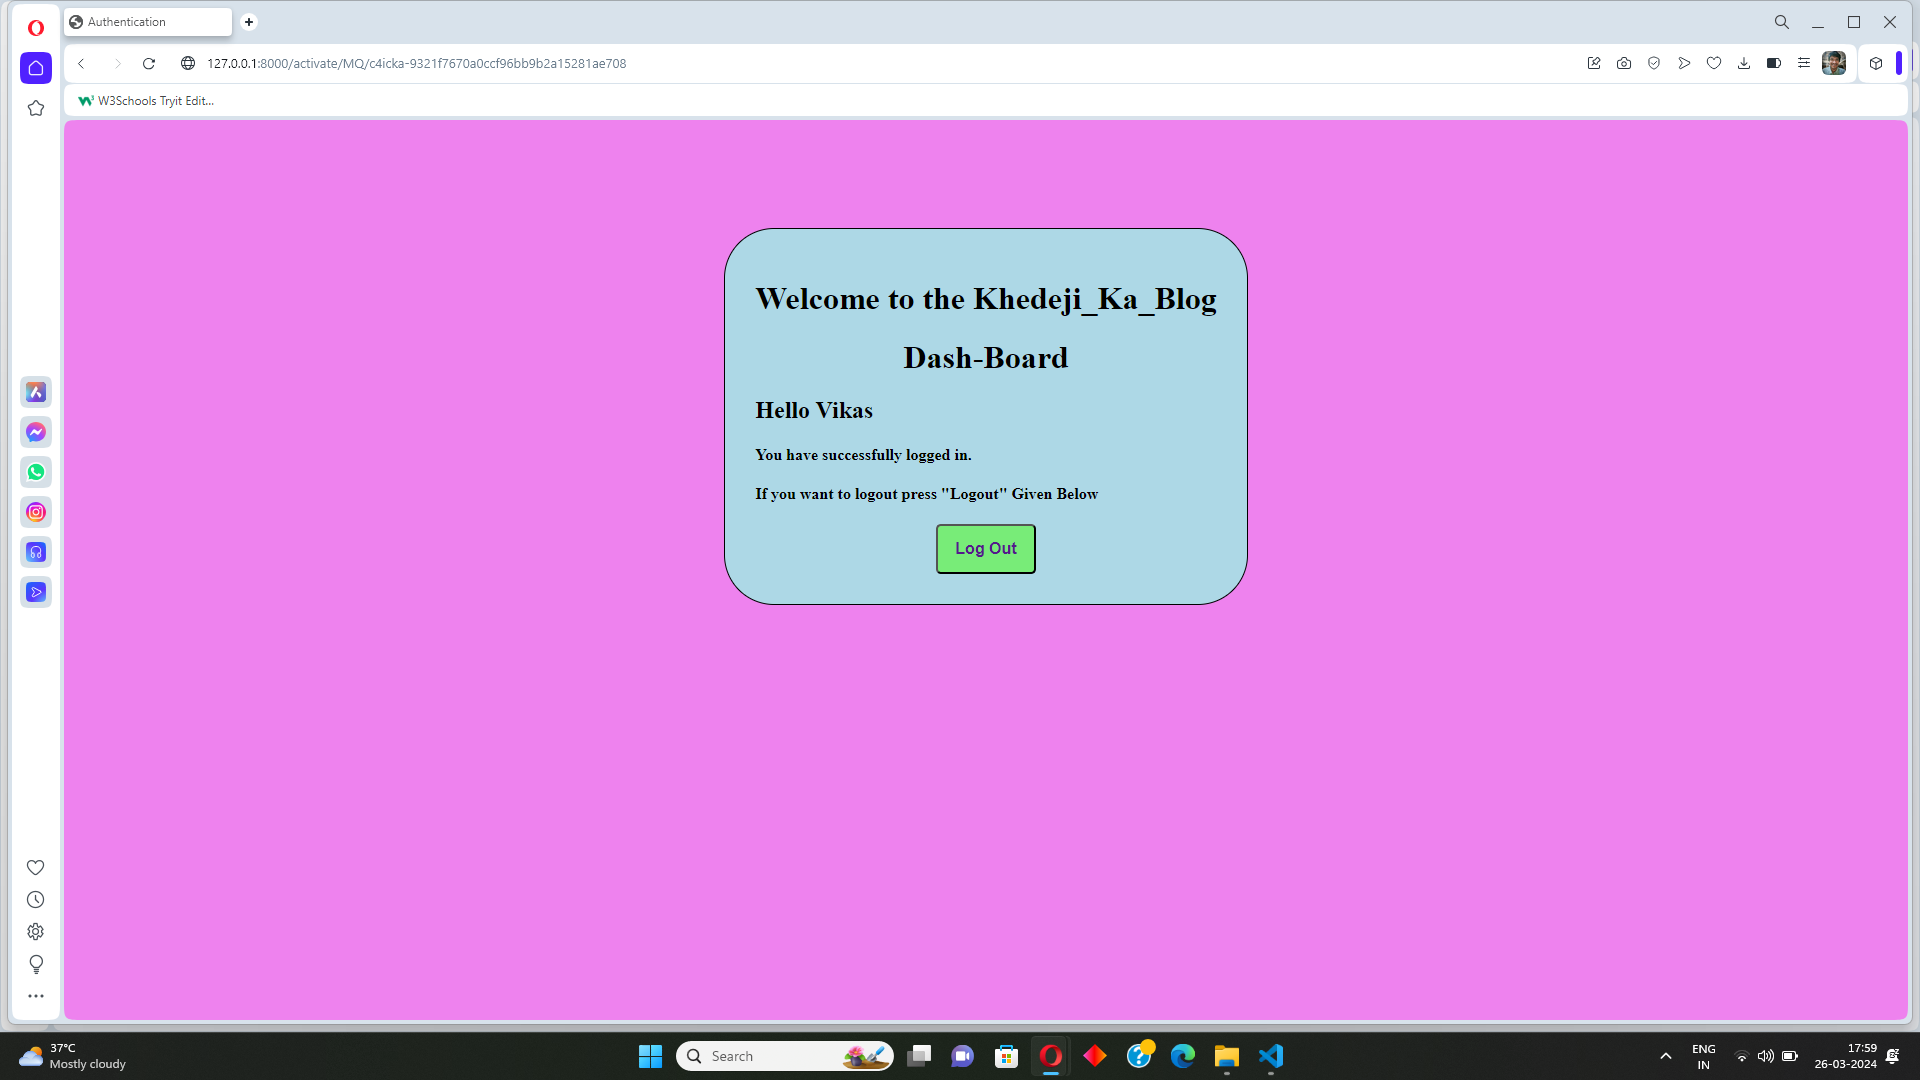 Authentication
127.0.0.1:8000/activate/MQ/c4icka-9321f7670a0ccf96bb9b2a15281ae708
W3Schools Tryit Edit...
Welcome to the Khedeji_Ka_Blog
Dash-Board
Hello Vikas
You have successfully logged in.
If you want to logout press "Logout" Given Below
Log Out
37°C
Mostly cloudy
Search
ENG
IN
17:59
26-03-2024